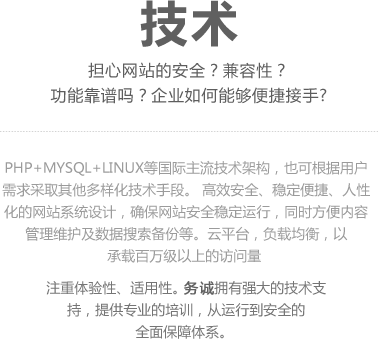 技术
担心网站的安全？兼容性？
功能靠谱吗？企业如何能够便捷接手?
PHP+MYSQL+LINUX等国际主流技术架构，也可根据用户
需求采取其他多样化技术手段。 高效安全、稳定便捷、人性
化的网站系统设计，确保网站安全稳定运行，同时方便内容
管理维护及数据搜索备份等。云平台，负载均衡，以
承载百万级以上的访问量
注重体验性、适用性。务诚拥有强大的技术支
持，提供专业的培训，从运行到安全的
全面保障体系。